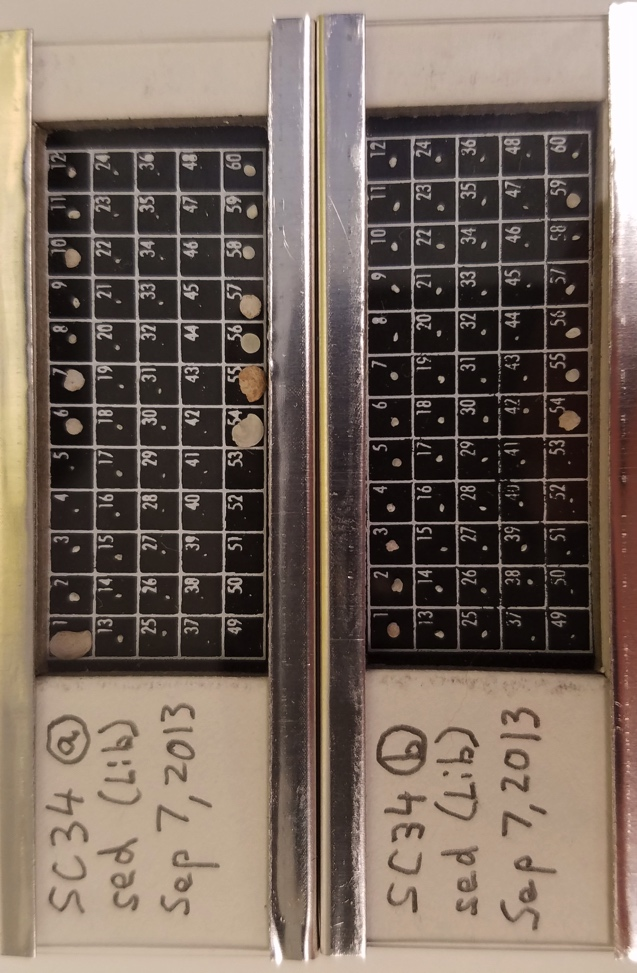 SC34 (a)
sed (Lib)
Sep 7, 2013
1 2 3 4 5 6 7 8 9 10 11 12
13 14 15 16 17 18 19 20 21 22 23 24
25 26 27 28 29 30 31 32 33 34 35 36
37 38 39 40 41 42 43 44 45 46 47 48
49 50 51 52 53 54 55 56 57 58 59 60
SC34 (b)
sed (Lib)
Sep 7, 2013
1 2 3 4 5 6 7 8 9 10 11 12
13 14 15 16 17 18 19 20 21 22 23 24
25 26 27 28 29 30 31 32 33 34 35 36
37 38 39 40 41 42 43 44 45 46 47 48
49 50 51 52 53 54 55 56 57 58 59 60